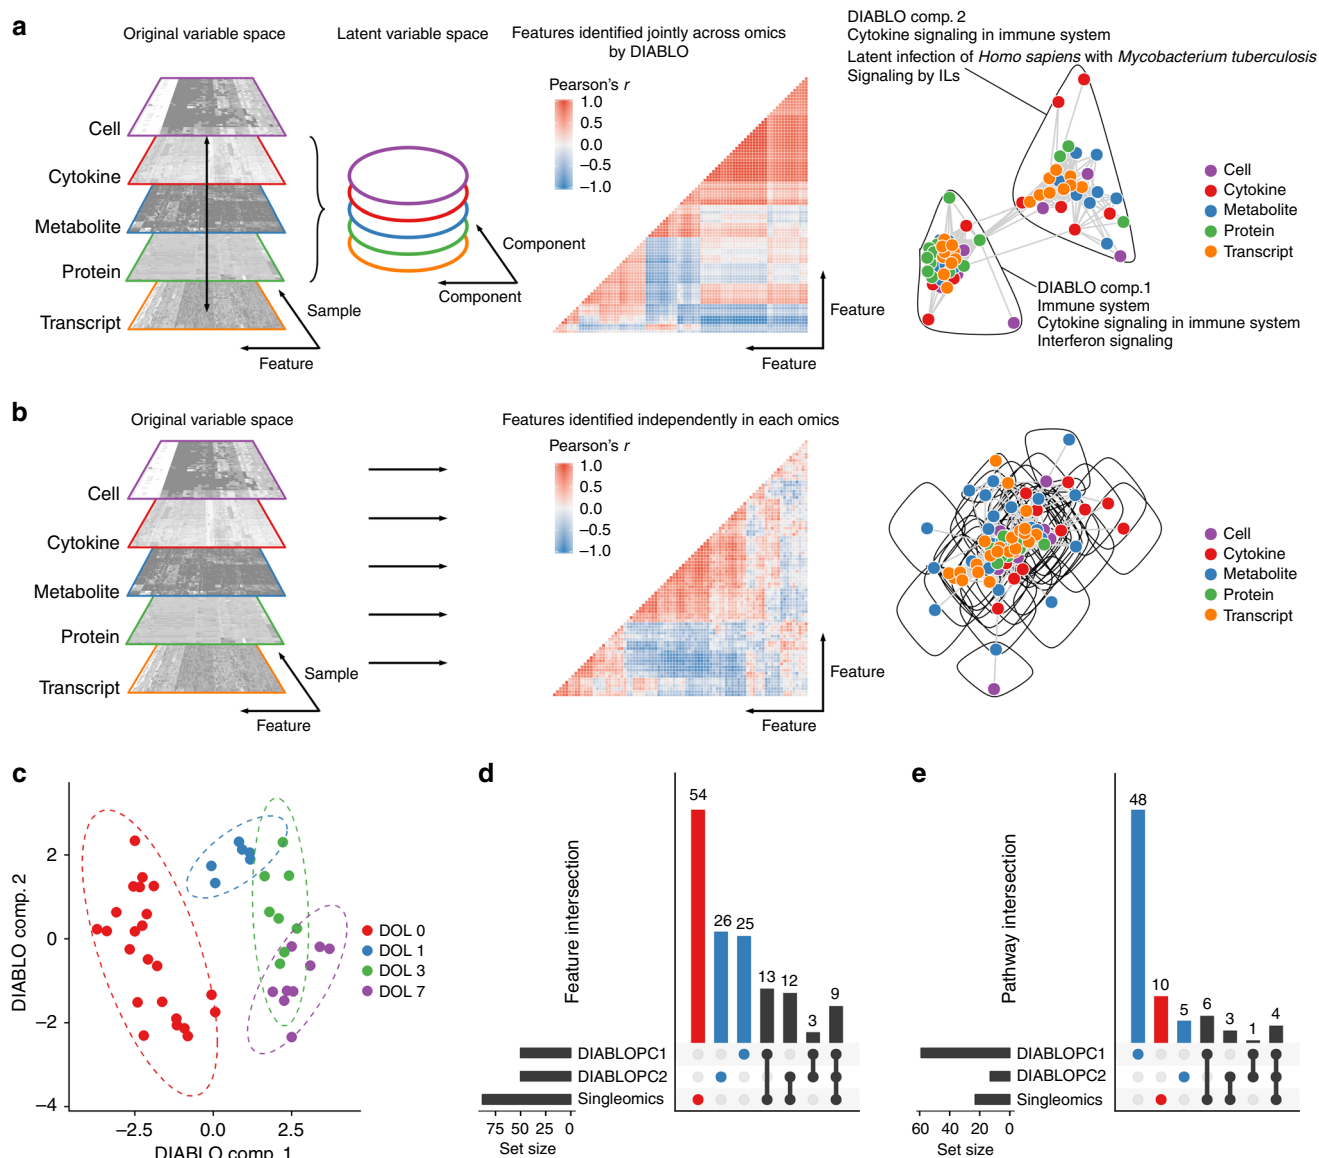 a
Original variable space
Latent variable space
Features identified jointly across omics
by DIABLO
DIABLO comp. 2
Cytokine signaling in immune system
Latent infection of Homo sapiens with Mycobacterium tuberculosis
Signaling by ILs
Pearson's r
1.0
0.5
0.0
−0.5
−1.0
Cell
Cytokine
Metabolite
Protein
Transcript
Sample
Feature
Component
Component
Feature
Feature
Cell
Cytokine
Metabolite
Protein
Transcript
DIABLO comp.1
Immune system
Cytokine signaling in immune system
Interferon signaling
b
Original variable space
Features identified independently in each omics
Pearson's r
1.0
0.5
0.0
−0.5
−1.0
Cell
Cytokine
Metabolite
Protein
Transcript
Sample
Feature
Feature
Feature
Cell
Cytokine
Metabolite
Protein
Transcript
c
DIABLO comp. 2
2
0
−2
−4
−2.5
0.0
2.5
DIABLO comp. 1
DOL 0
DOL 1
DOL 3
DOL 7
d
Feature intersection
54
26
25
13
12
3
9
DIABLOPC1
DIABLOPC2
Singleomics
75 50 25 0
Set size
e
Pathway intersection
48
10
5
6
3
1
4
DIABLOPC1
DIABLOPC2
Singleomics
60 40 20 0
Set size